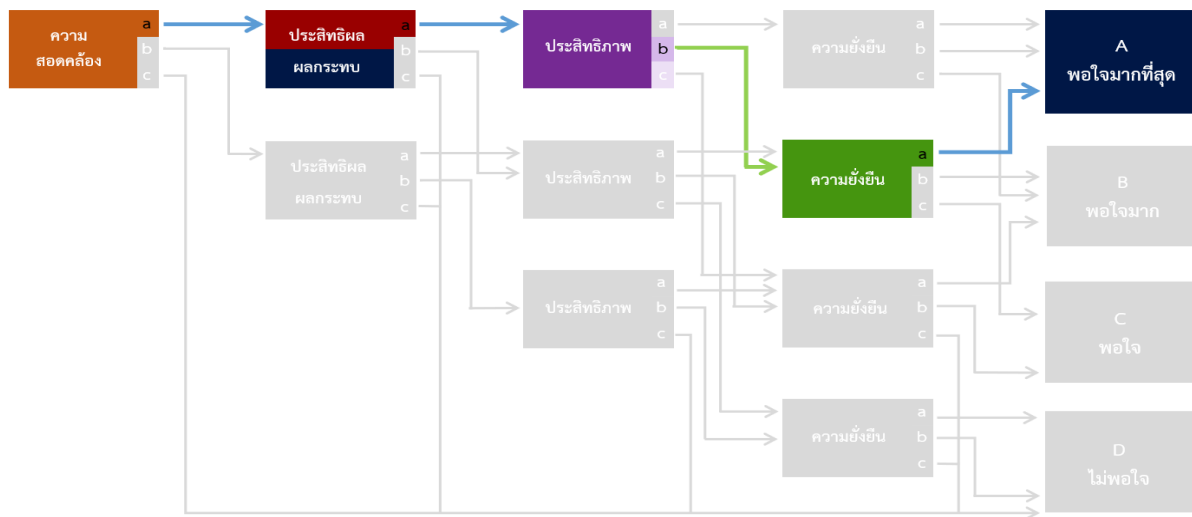 ความ
สอดคล้อง
a
b
c
ประสิทธิผล
ผลกระทบ
a
b
c
ประสิทธิภาพ
a
b
c
ความยั่งยืน
a
b
c
A
พอใจมากที่สุด
ประสิทธิผล
ผลกระทบ
a
b
c
ประสิทธิภาพ
a
b
c
ความยั่งยืน
a
b
c
B
พอใจมาก
ประสิทธิภาพ
a
b
c
ความยั่งยืน
a
b
c
C
พอใจ
ความยั่งยืน
a
b
c
D
ไม่พอใจ